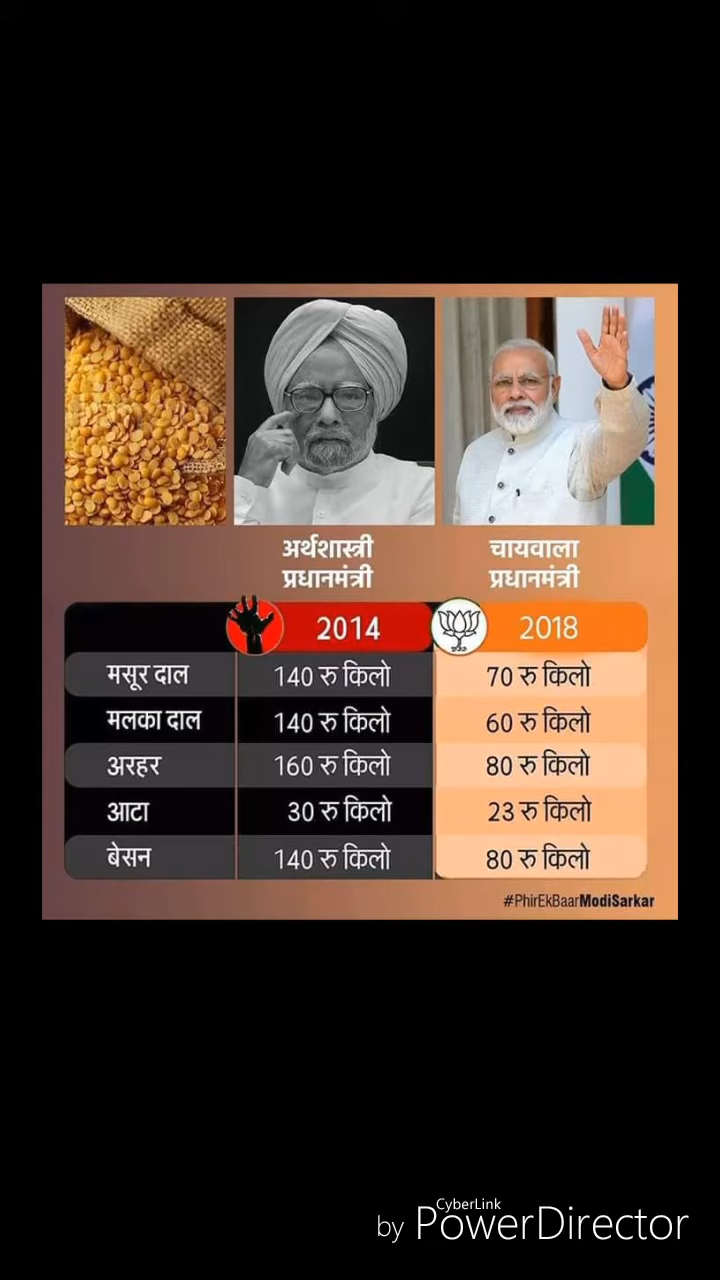 अर्थशास्त्री
प्रधानमंत्री
चायवाला
प्रधानमंत्री
2014 2018
मसूर दाल 140 रु किलो 70 रु किलो
मलका दाल 140 रु किलो 60 रु किलो
अरहर 160 रु किलो 80 रु किलो
आटा 30 रु किलो 23 रु किलो
बेसन 140 रु किलो 80 रु किलो
#PhirEkBaarModiSarkar
CyberLink
by PowerDirector